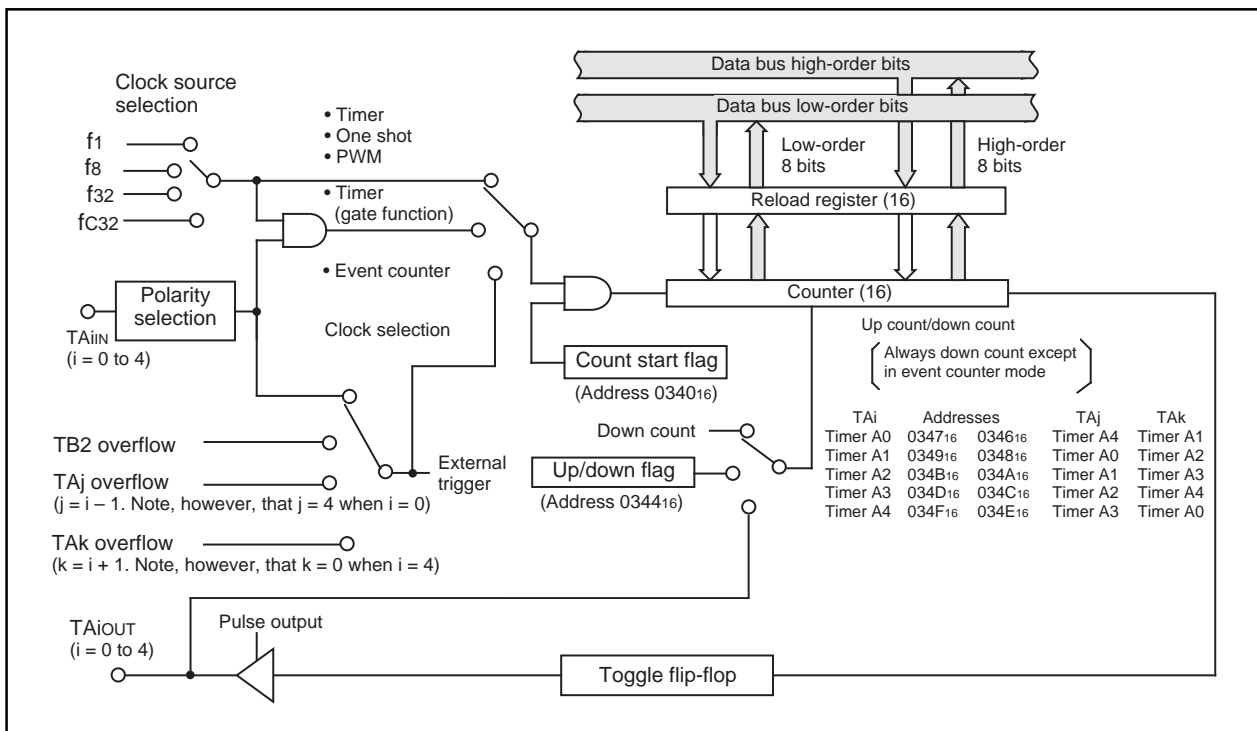 Clock source
selection
f1
f8
f32
fC32
• Timer
• One shot
• PWM
• Timer
(gate function)
• Event counter
Clock selection
Polarity
selection
TAiIN
(i = 0 to 4)
TB2 overflow
TAj overflow
(j = i – 1. Note, however, that j = 4 when i = 0)
TAk overflow
(k = i + 1. Note, however, that k = 0 when i = 4)
External
trigger
Data bus high-order bits
Data bus low-order bits
Low-order
8 bits
High-order
8 bits
Reload register (16)
Counter (16)
Count start flag
(Address 034016)
Up count/down count
Always down count except
in event counter mode
Down count
Up/down flag
(Address 034416)
TAi Addresses TAj TAk
Timer A0 034716 034616 Timer A4 Timer A1
Timer A1 034916 034816 Timer A0 Timer A2
Timer A2 034B16 034A16 Timer A1 Timer A3
Timer A3 034D16 034C16 Timer A2 Timer A4
Timer A4 034F16 034E16 Timer A3 Timer A0
TAiOUT
(i = 0 to 4)
Pulse output
Toggle flip-flop